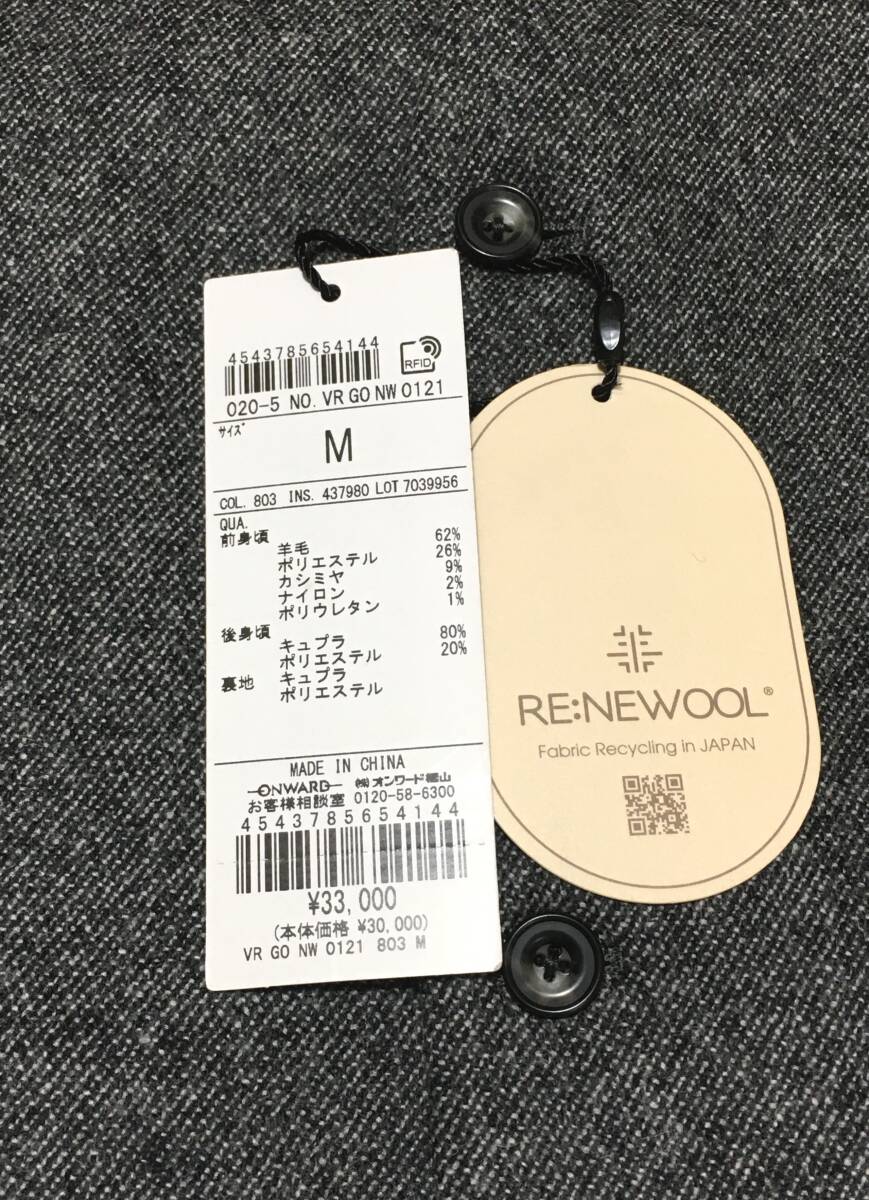 4543785654144
RFID
020-5 NO. VR GO NW 0121
サイズ
M
COL. 803 INS. 437980 LOT 7039956
QUA.
前身頃
羊毛 62%
ポリエステル 26%
カシミヤ 9%
ナイロン 2%
ポリウレタン 1%
後身頃
キュプラ 80%
ポリエステル 20%
裏地 キュプラ
ポリエステル
MADE IN CHINA
ONWARD ㈱オンワード樫山
お客様相談室 0120-58-6300
4543785654144
¥33,000
(本体価格 ¥30,000)
VR GO NW 0121 803 M
RE:NEWOOL®
Fabric Recycling in JAPAN